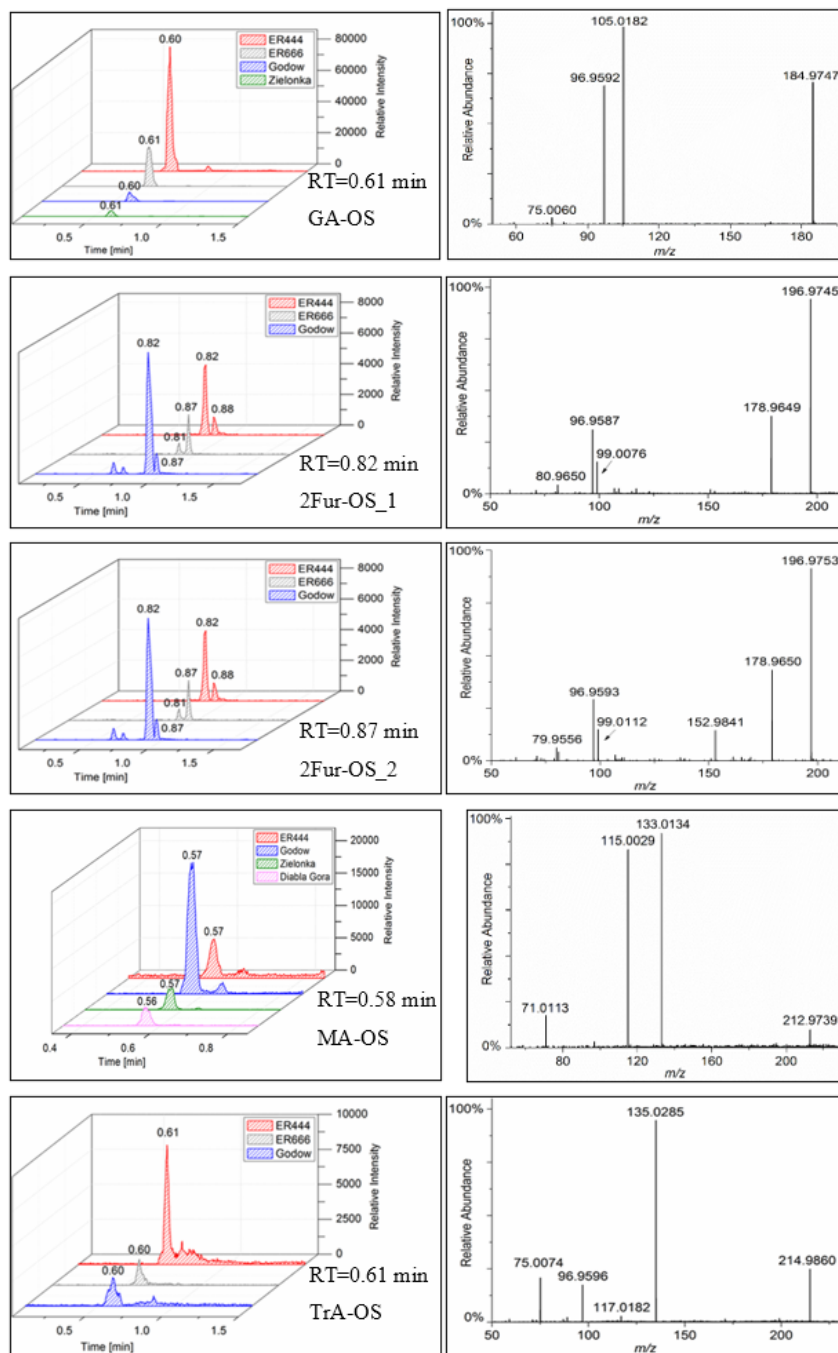 ER444
ER666
Godow
Zielonka
80000
60000
40000
20000
0
Relative Intensity
0.60
0.61
0.60
0.61
0.5
1.0
1.5
Time [min]
RT=0.61 min
GA-OS
100%
0%
Relative Abundance
105.0182
96.9592
184.9747
75.0060
60
90
120
150
180
m/z
ER444
ER666
Godow
8000
6000
4000
2000
0
Relative Intensity
0.82
0.82
0.87
0.88
0.81
0.87
0.5
1.0
1.5
Time [min]
RT=0.82 min
2Fur-OS_1
100%
0%
Relative Abundance
196.9745
178.9649
96.9587
99.0076
80.9650
50
100
150
200
m/z
ER444
ER666
Godow
8000
6000
4000
2000
0
Relative Intensity
0.82
0.82
0.87
0.88
0.81
0.87
0.5
1.0
1.5
Time [min]
RT=0.87 min
2Fur-OS_2
100%
0%
Relative Abundance
196.9753
178.9650
96.9593
99.0112
152.9841
79.9556
50
100
150
200
m/z
ER444
Godow
Zielonka
Diabla Gora
20000
15000
10000
5000
0
Relative Intensity
0.57
0.57
0.57
0.56
0.4
0.6
0.8
Time [min]
RT=0.58 min
MA-OS
100%
0%
Relative Abundance
133.0134
115.0029
71.0113
212.9739
80
120
160
200
m/z
ER444
ER666
Godow
10000
7500
5000
2500
0
Relative Intensity
0.61
0.60
0.60
0.5
1.0
1.5
Time [min]
RT=0.61 min
TrA-OS
100%
0%
Relative Abundance
135.0285
75.0074
96.9596
117.0182
214.9860
50
100
150
200
m/z